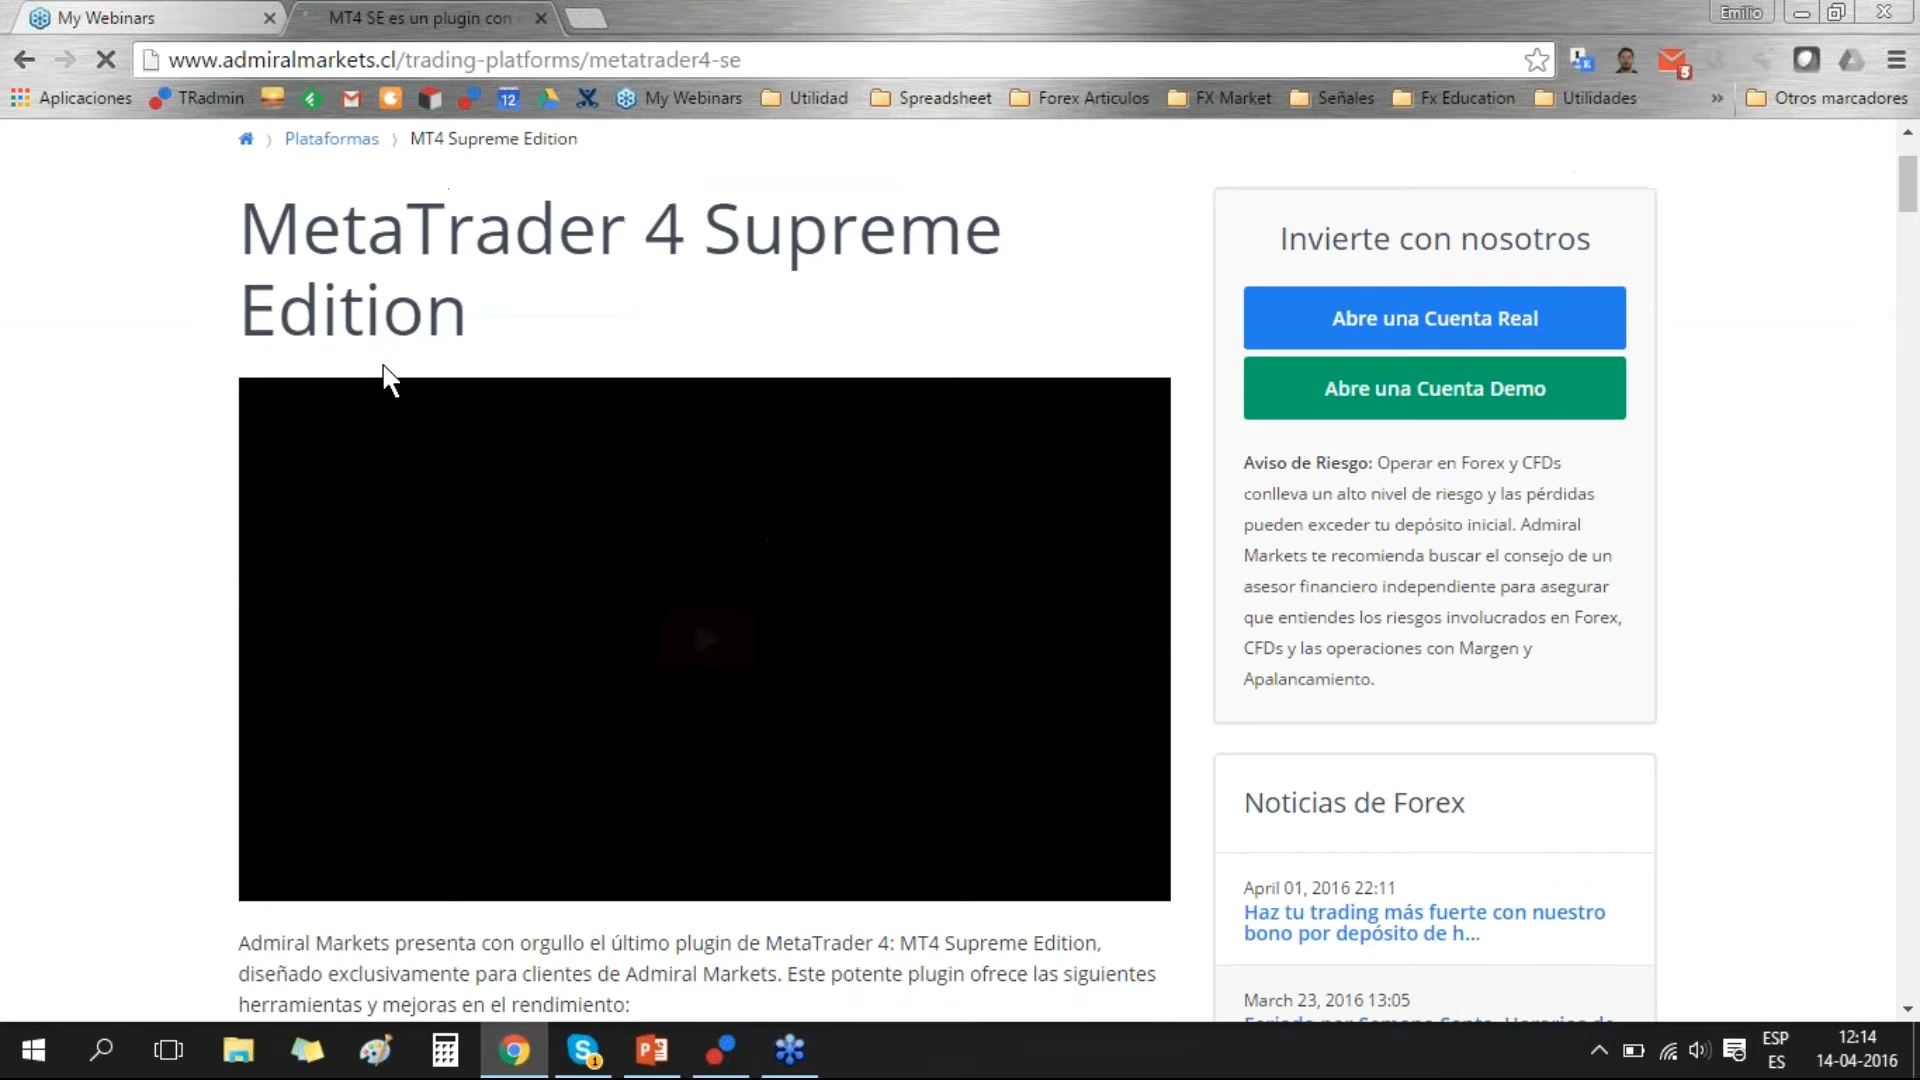 My Webinars
MT4 SE es un plugin con
Emilio
www.admiralmarkets.cl/trading-platforms/metatrader4-se
5
Aplicaciones
TRadmin
12
My Webinars
Utilidad
Spreadsheet
Forex Articulos
FX Market
Señales
Fx Education
Utilidades
»
Otros marcadores
Plataformas
MT4 Supreme Edition
MetaTrader 4 Supreme
Edition
Invierte con nosotros
Abre una Cuenta Real
Abre una Cuenta Demo
Aviso de Riesgo: Operar en Forex y CFDs
conlleva un alto nivel de riesgo y las pérdidas
pueden exceder tu depósito inicial. Admiral
Markets te recomienda buscar el consejo de un
asesor financiero independiente para asegurar
que entiendes los riesgos involucrados en Forex,
CFDs y las operaciones con Margen y
Apalancamiento.
Noticias de Forex
April 01, 2016 22:11
Haz tu trading más fuerte con nuestro
bono por depósito de h...
March 23, 2016 13:05
Admiral Markets presenta con orgullo el último plugin de MetaTrader 4: MT4 Supreme Edition,
diseñado exclusivamente para clientes de Admiral Markets. Este potente plugin ofrece las siguientes
herramientas y mejoras en el rendimiento:
1
ESP
ES
12:14
14-04-2016